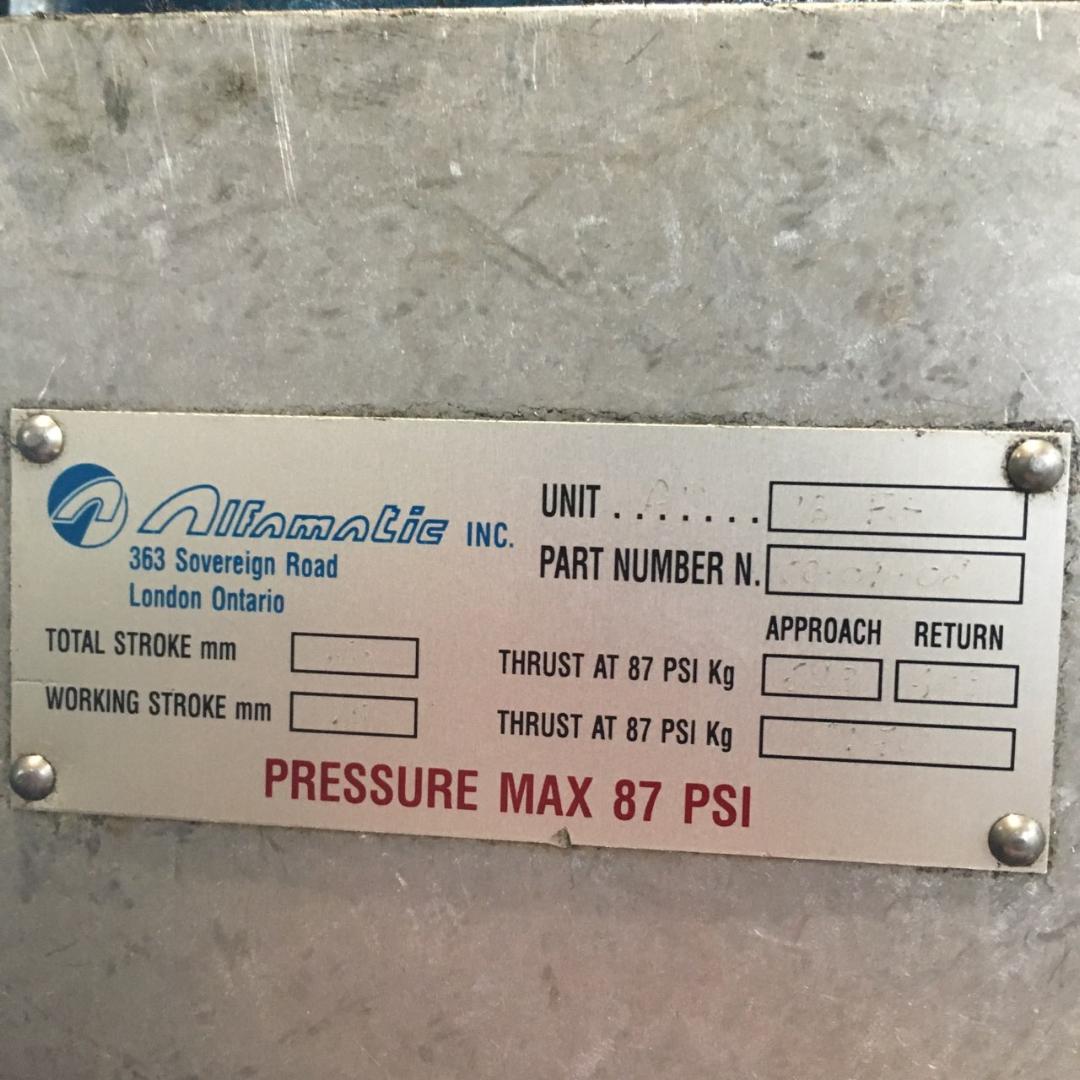 Alfamatic INC.
363 Sovereign Road
London Ontario
UNIT . . . . . . .
PART NUMBER N.
APPROACH RETURN
TOTAL STROKE mm
THRUST AT 87 PSI Kg
WORKING STROKE mm
THRUST AT 87 PSI Kg
PRESSURE MAX 87 PSI